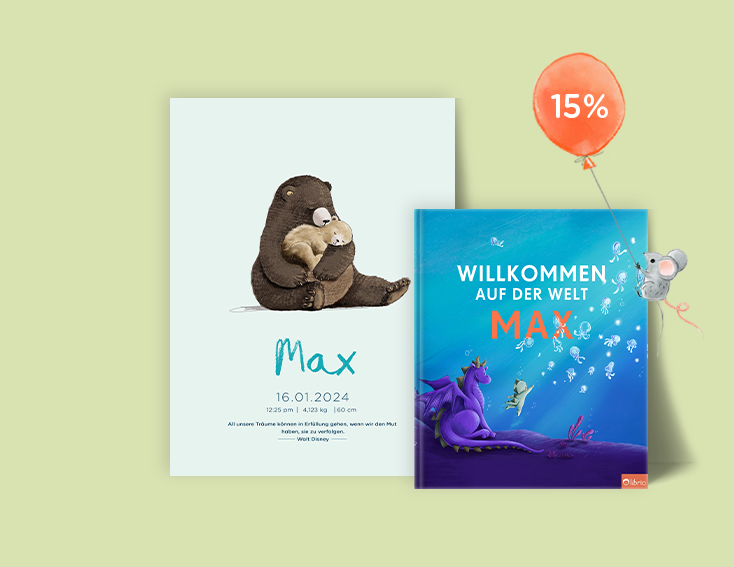 15%
WILLKOMMEN
AUF DER WELT
MAX
Max
16.01.2024
12:25 pm | 4,123 kg | 60 cm
All unsere Träume können in Erfüllung gehen, wenn wir den Mut
haben, sie zu verfolgen.
Walt Disney
librio